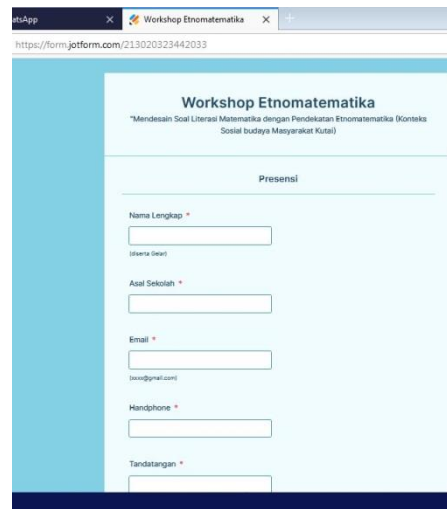 atsApp
Workshop Etnomatematika
https://form.jotform.com/213020323442033
Workshop Etnomatematika
"Mendesain Soal Literasi Matematika dengan Pendekatan Etnomatematika (Konteks
Sosial budaya Masyarakat Kutai)
Presensi
Nama Lengkap *
(diserta Gelar)
Asal Sekolah *
Email *
(xxxx@gmail.com)
Handphone *
Tandatangan *